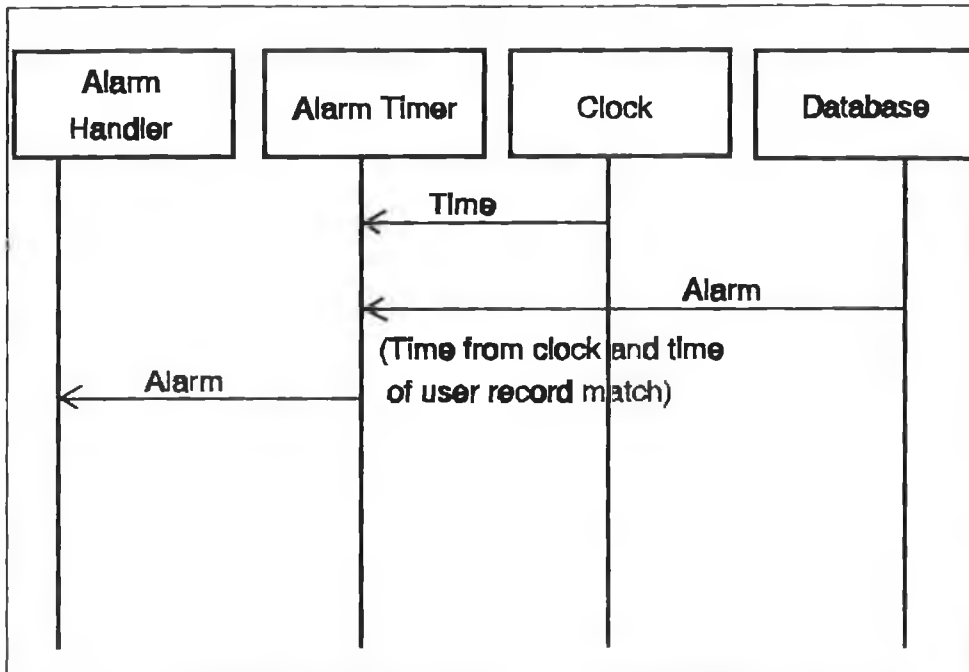 Alarm
Handler
Alarm Timer
Clock
Database
Time
Alarm
(Time from clock and time
of user record match)
Alarm